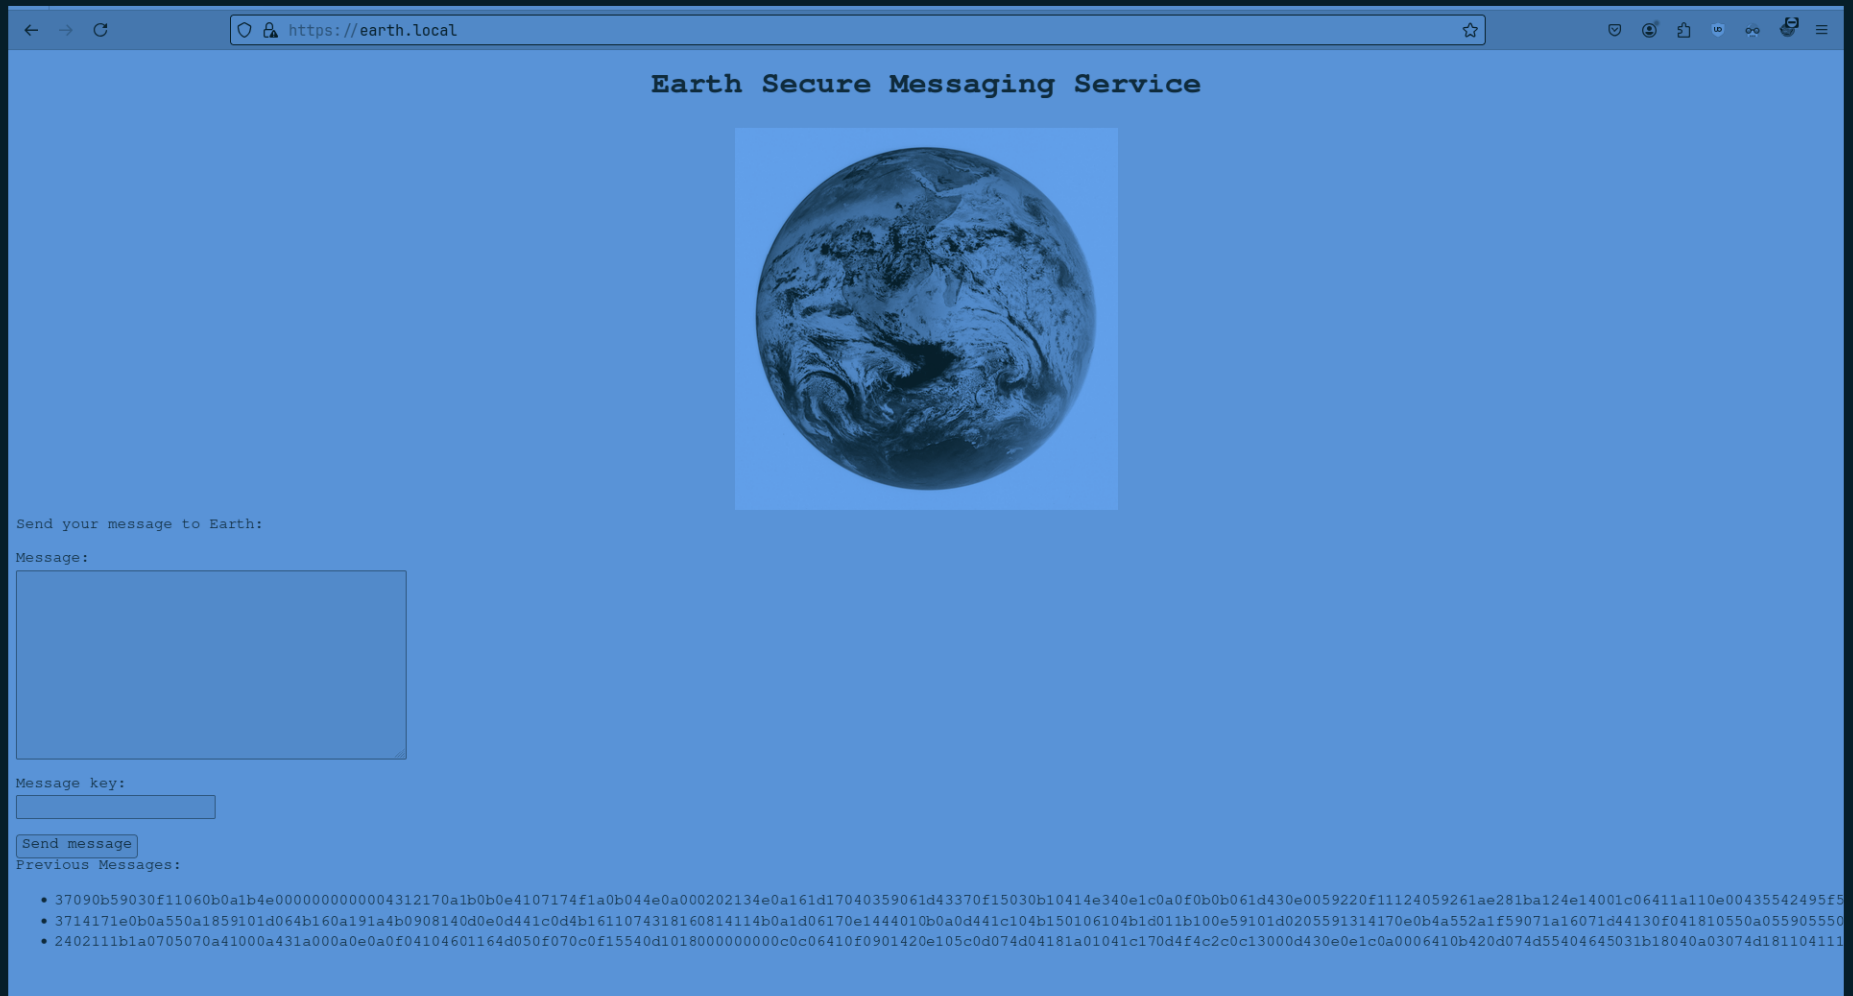 https://earth.local
Earth Secure Messaging Service
Send your message to Earth:
Message:
Message key:
Send message
Previous Messages:
37090b59030f11060b0a1b4e0000000000004312170a1b0b0e4107174f1a0b044e0a000202134e0a161d17040359061d43370f15030b10414e340e1c0a0f0b0b061d430e0059220f11124059261ae281ba124e14001c06411a110e00435542495f5
3714171e0b0a550a1859101d064b160a191a4b0908140d0e0d441c0d4b1611074318160814114b0a1d06170e1444010b0a0d441c104b150106104b1d011b100e59101d0205591314170e0b4a552a1f59071a16071d44130f041810550a055905550
2402111b1a0705070a41000a431a000a0e0a0f04104601164d050f070c0f15540d1018000000000c0c06410f0901420e105c0d074d04181a01041c170d4f4c2c0c13000d430e0e1c0a0006410b420d074d55404645031b18040a03074d181104111